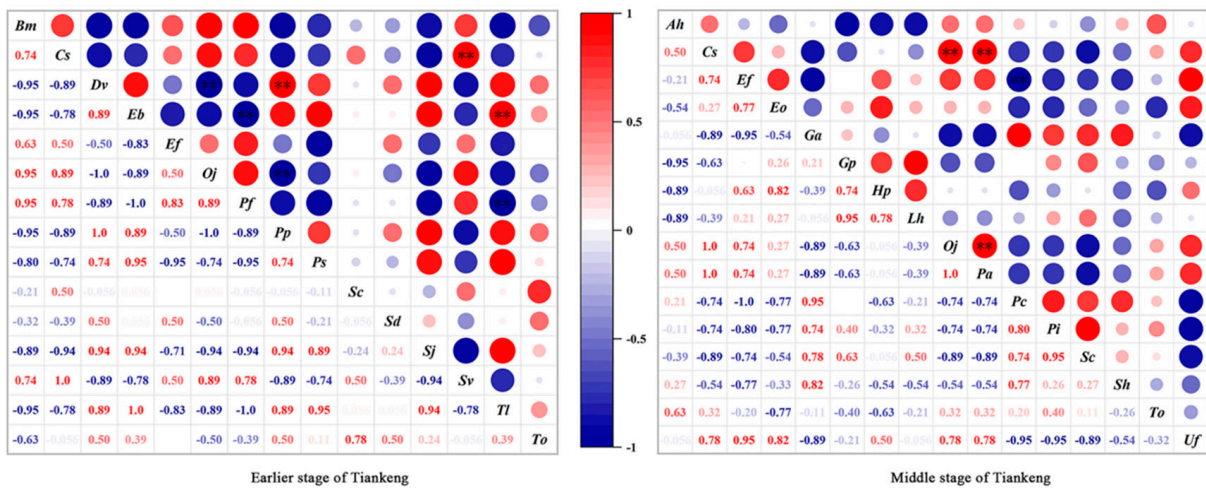 Bm
0.74 Cs **
-0.95 -0.89 Dv ** **
-0.95 -0.78 0.89 Eb ** **
0.63 0.50 -0.50 -0.83 Ef
0.95 0.89 -1.0 -0.89 0.50 Oj **
0.95 0.78 -0.89 -1.0 0.83 0.89 Pf **
-0.95 -0.89 1.0 0.89 -0.50 -1.0 -0.89 Pp
-0.80 -0.74 0.74 0.95 -0.95 -0.74 -0.95 0.74 Ps
-0.21 0.50 -0.056 -0.056 -0.056 -0.11 Sc
-0.32 -0.39 0.50 0.50 -0.50 0.50 -0.21 -0.056 Sd
-0.89 -0.94 0.94 0.94 -0.71 -0.94 -0.94 0.94 0.89 -0.24 0.24 Sj
0.74 1.0 -0.89 -0.78 0.50 0.89 0.78 -0.89 -0.74 0.50 -0.39 -0.94 Sv
-0.95 -0.78 0.89 1.0 -0.83 -0.89 -1.0 0.89 0.95 0.94 -0.78 Tl
-0.63 -0.056 0.50 0.39 -0.50 -0.39 0.50 0.11 0.78 0.50 0.24 -0.056 0.39 To
Earlier stage of Tiankeng
1
0.5
0
-0.5
-1
Ah
0.50 Cs ** **
-0.21 0.74 Ef **
-0.54 0.27 0.77 Eo
-0.056 -0.89 -0.95 -0.54 Ga
-0.95 -0.63 0.26 0.21 Gp
-0.89 -0.056 0.63 0.82 -0.39 0.74 Hp
-0.89 -0.39 0.21 0.27 -0.056 0.95 0.78 Lh
0.50 1.0 0.74 0.27 -0.89 -0.63 -0.056 -0.39 Oj **
0.50 1.0 0.74 0.27 -0.89 -0.63 -0.056 -0.39 1.0 Pa
0.21 -0.74 -1.0 -0.77 0.95 -0.63 -0.21 -0.74 -0.74 Pc
-0.11 -0.74 -0.80 -0.77 0.74 0.40 -0.32 0.32 -0.74 -0.74 0.80 Pi
-0.39 -0.89 -0.74 -0.54 0.78 0.63 -0.056 0.50 -0.89 -0.89 0.74 0.95 Sc
0.27 -0.54 -0.77 -0.33 0.82 -0.26 -0.54 -0.54 -0.54 -0.54 0.77 0.26 0.27 Sh
0.63 0.32 -0.20 -0.77 -0.11 -0.40 -0.63 -0.21 0.32 0.32 0.20 0.40 0.11 -0.26 To
-0.056 0.78 0.95 0.82 -0.89 -0.21 0.50 -0.056 0.78 0.78 -0.95 -0.95 -0.89 -0.54 -0.32 Uf
Middle stage of Tiankeng